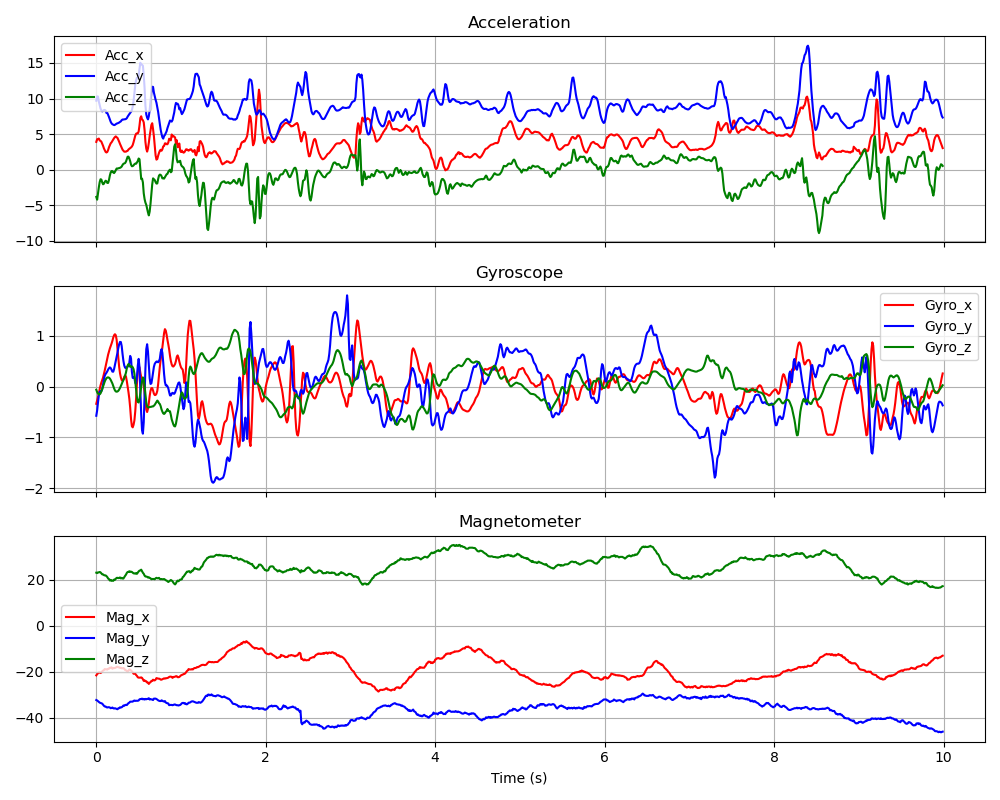 Acceleration
Acc_x
Acc_y
Acc_z
15
10
5
0
−5
−10
Gyroscope
Gyro_x
Gyro_y
Gyro_z
1
0
−1
−2
Magnetometer
20
0
−20
−40
Mag_x
Mag_y
Mag_z
0 2 4 6 8 10
Time (s)